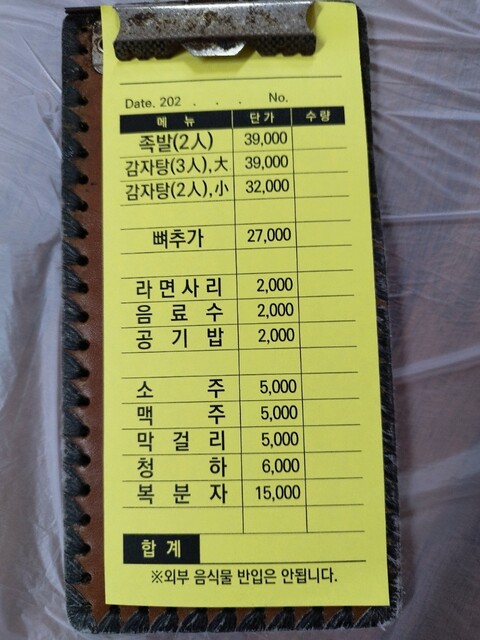 Date. 202 . . . No.
메 뉴 단가 수량
족발(2人) 39,000
감자탕(3人),大 39,000
감자탕(2人),小 32,000
뼈추가 27,000
라면사리 2,000
음료수 2,000
공기밥 2,000
소주 5,000
맥주 5,000
막걸리 5,000
청하 6,000
복분자 15,000
합 계
※외부 음식물 반입은 안됩니다.